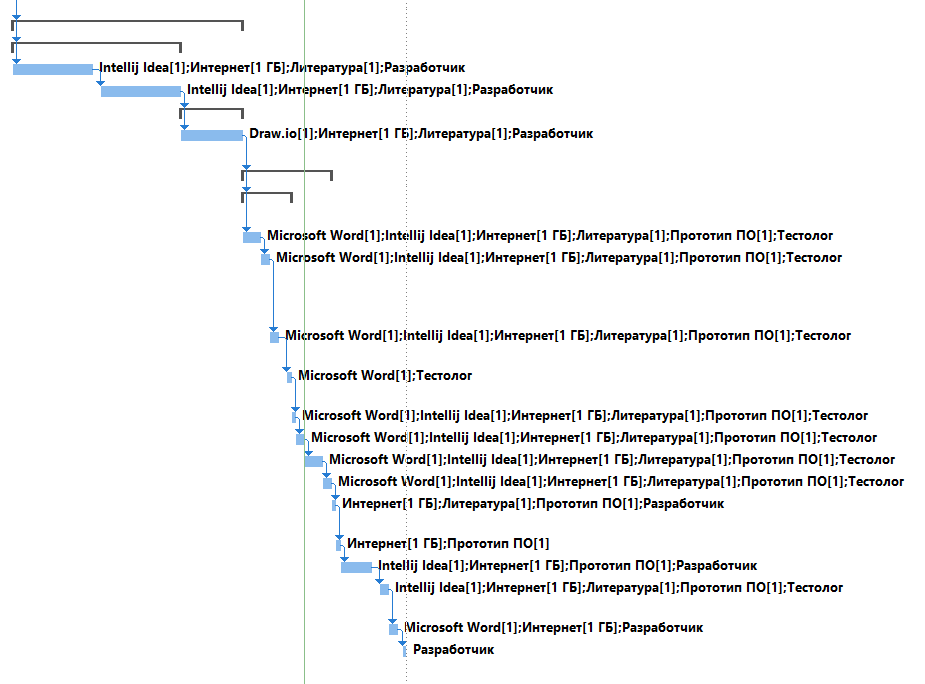 Intellij Idea[1];Интернет[1 ГБ];Литература[1];Разработчик
Intellij Idea[1];Интернет[1 ГБ];Литература[1];Разработчик
Draw.io[1];Интернет[1 ГБ];Литература[1];Разработчик
Microsoft Word[1];Intellij Idea[1];Интернет[1 ГБ];Литература[1];Прототип ПО[1];Тестолог
Microsoft Word[1];Intellij Idea[1];Интернет[1 ГБ];Литература[1];Прототип ПО[1];Тестолог
Microsoft Word[1];Intellij Idea[1];Интернет[1 ГБ];Литература[1];Прототип ПО[1];Тестолог
Microsoft Word[1];Тестолог
Microsoft Word[1];Intellij Idea[1];Интернет[1 ГБ];Литература[1];Прототип ПО[1];Тестолог
Microsoft Word[1];Intellij Idea[1];Интернет[1 ГБ];Литература[1];Прототип ПО[1];Тестолог
Microsoft Word[1];Intellij Idea[1];Интернет[1 ГБ];Литература[1];Прототип ПО[1];Тестолог
Microsoft Word[1];Intellij Idea[1];Интернет[1 ГБ];Литература[1];Прототип ПО[1];Тестолог
Интернет[1 ГБ];Литература[1];Прототип ПО[1];Разработчик
Интернет[1 ГБ];Прототип ПО[1]
Intellij Idea[1];Интернет[1 ГБ];Прототип ПО[1];Разработчик
Intellij Idea[1];Интернет[1 ГБ];Литература[1];Прототип ПО[1];Тестолог
Microsoft Word[1];Интернет[1 ГБ];Разработчик
Разработчик